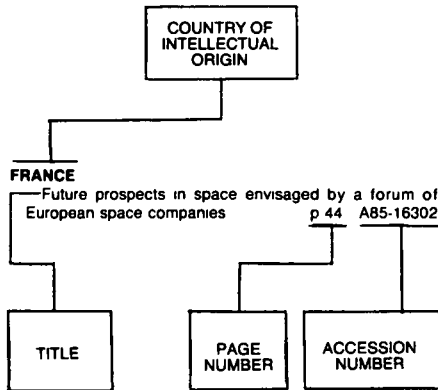 COUNTRY OF
INTELLECTUAL
ORIGIN
FRANCE
Future prospects in space envisaged by a forum of
European space companies p 44 A85-16302
TITLE
PAGE
NUMBER
ACCESSION
NUMBER